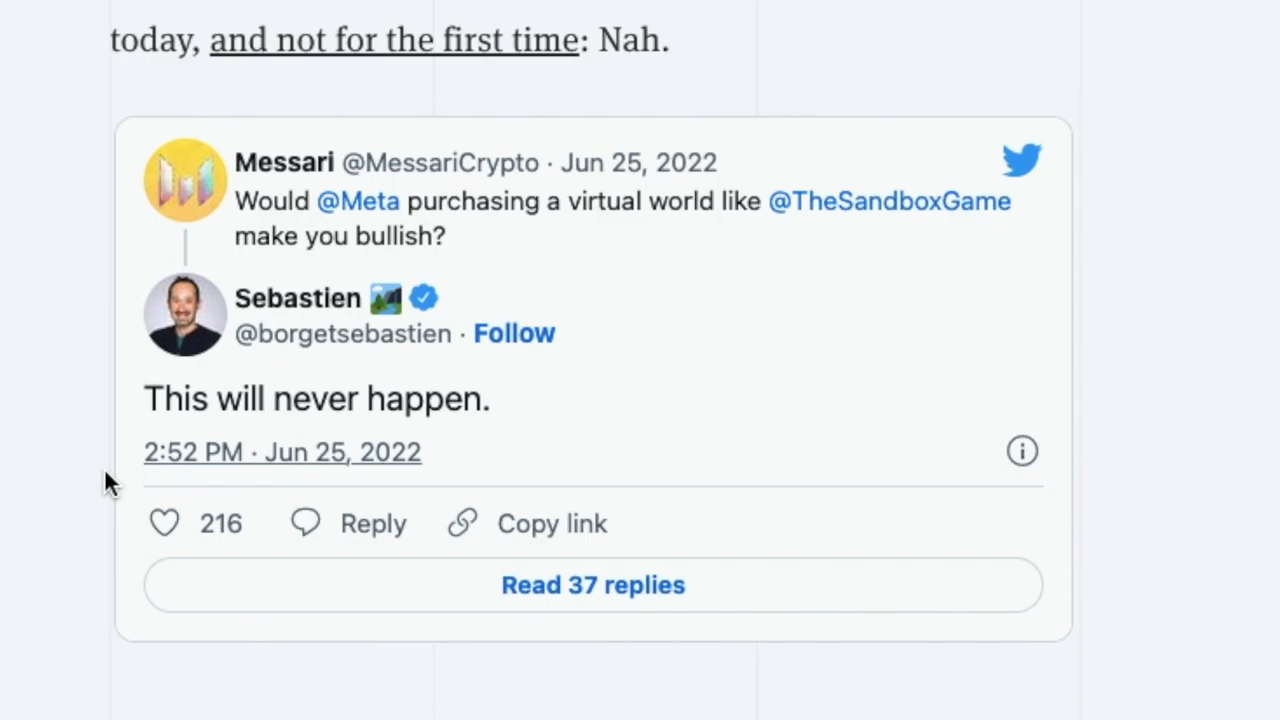 today, and not for the first time: Nah.
Messari @MessariCrypto · Jun 25, 2022
Would @Meta purchasing a virtual world like @TheSandboxGame
make you bullish?
Sebastien 🏞️
@borgetsebastien · Follow
This will never happen.
2:52 PM · Jun 25, 2022
216 Reply Copy link
Read 37 replies